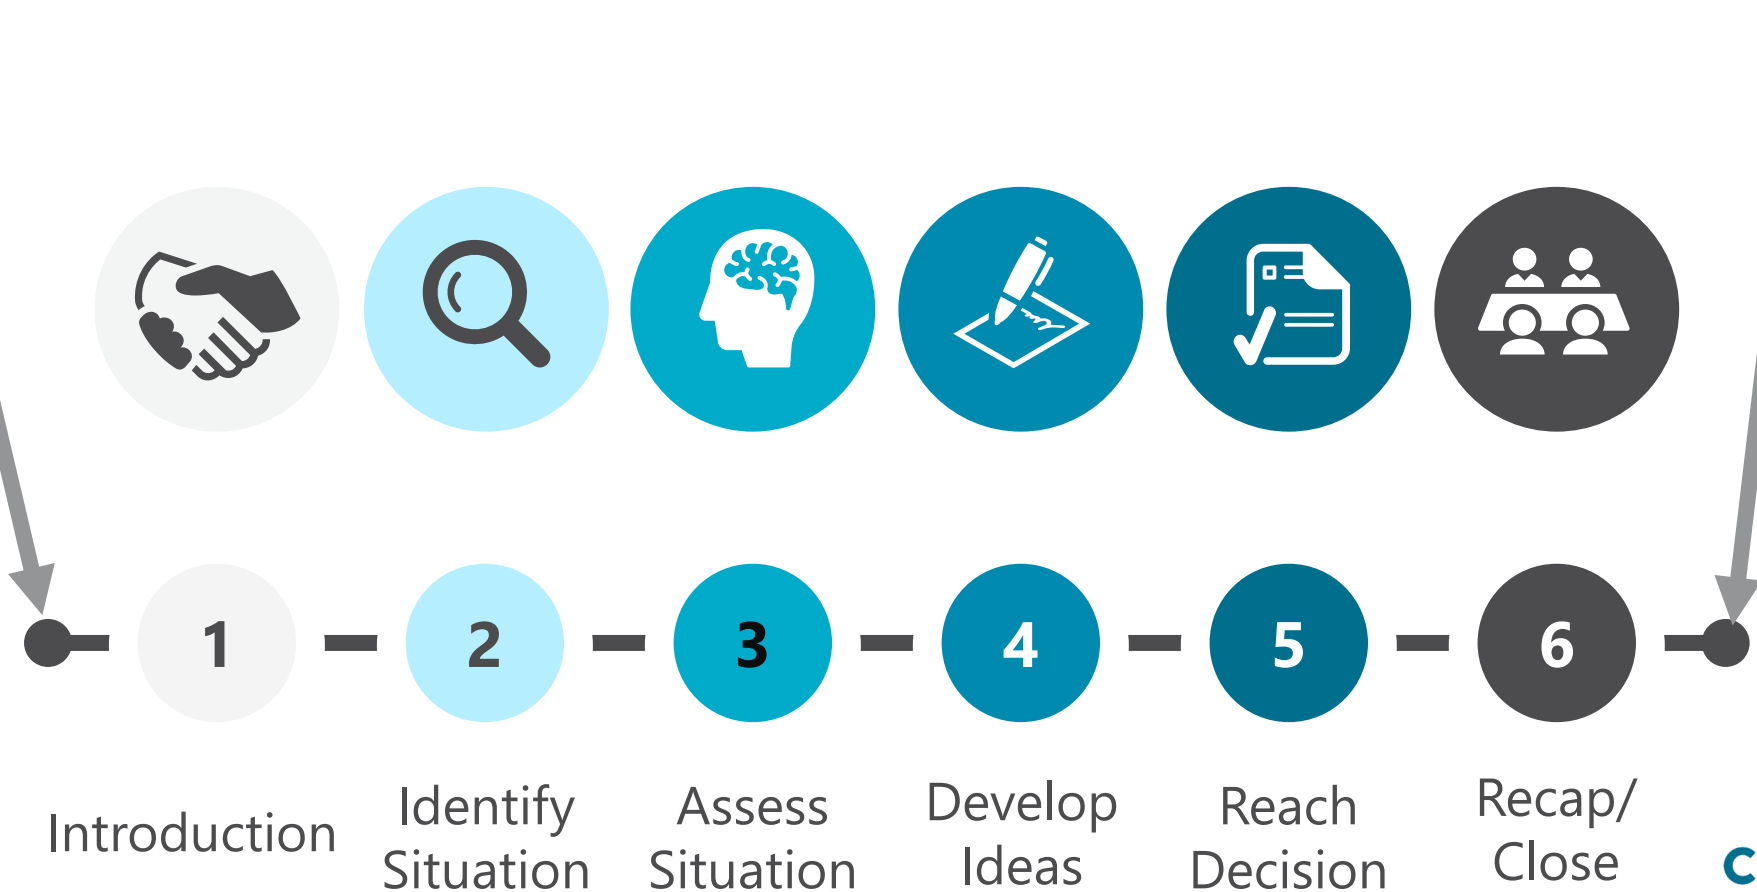 1 2 3 4 5 6
Introduction
Identify
Situation
Assess
Situation
Develop
Ideas
Reach
Decision
Recap/
Close
C